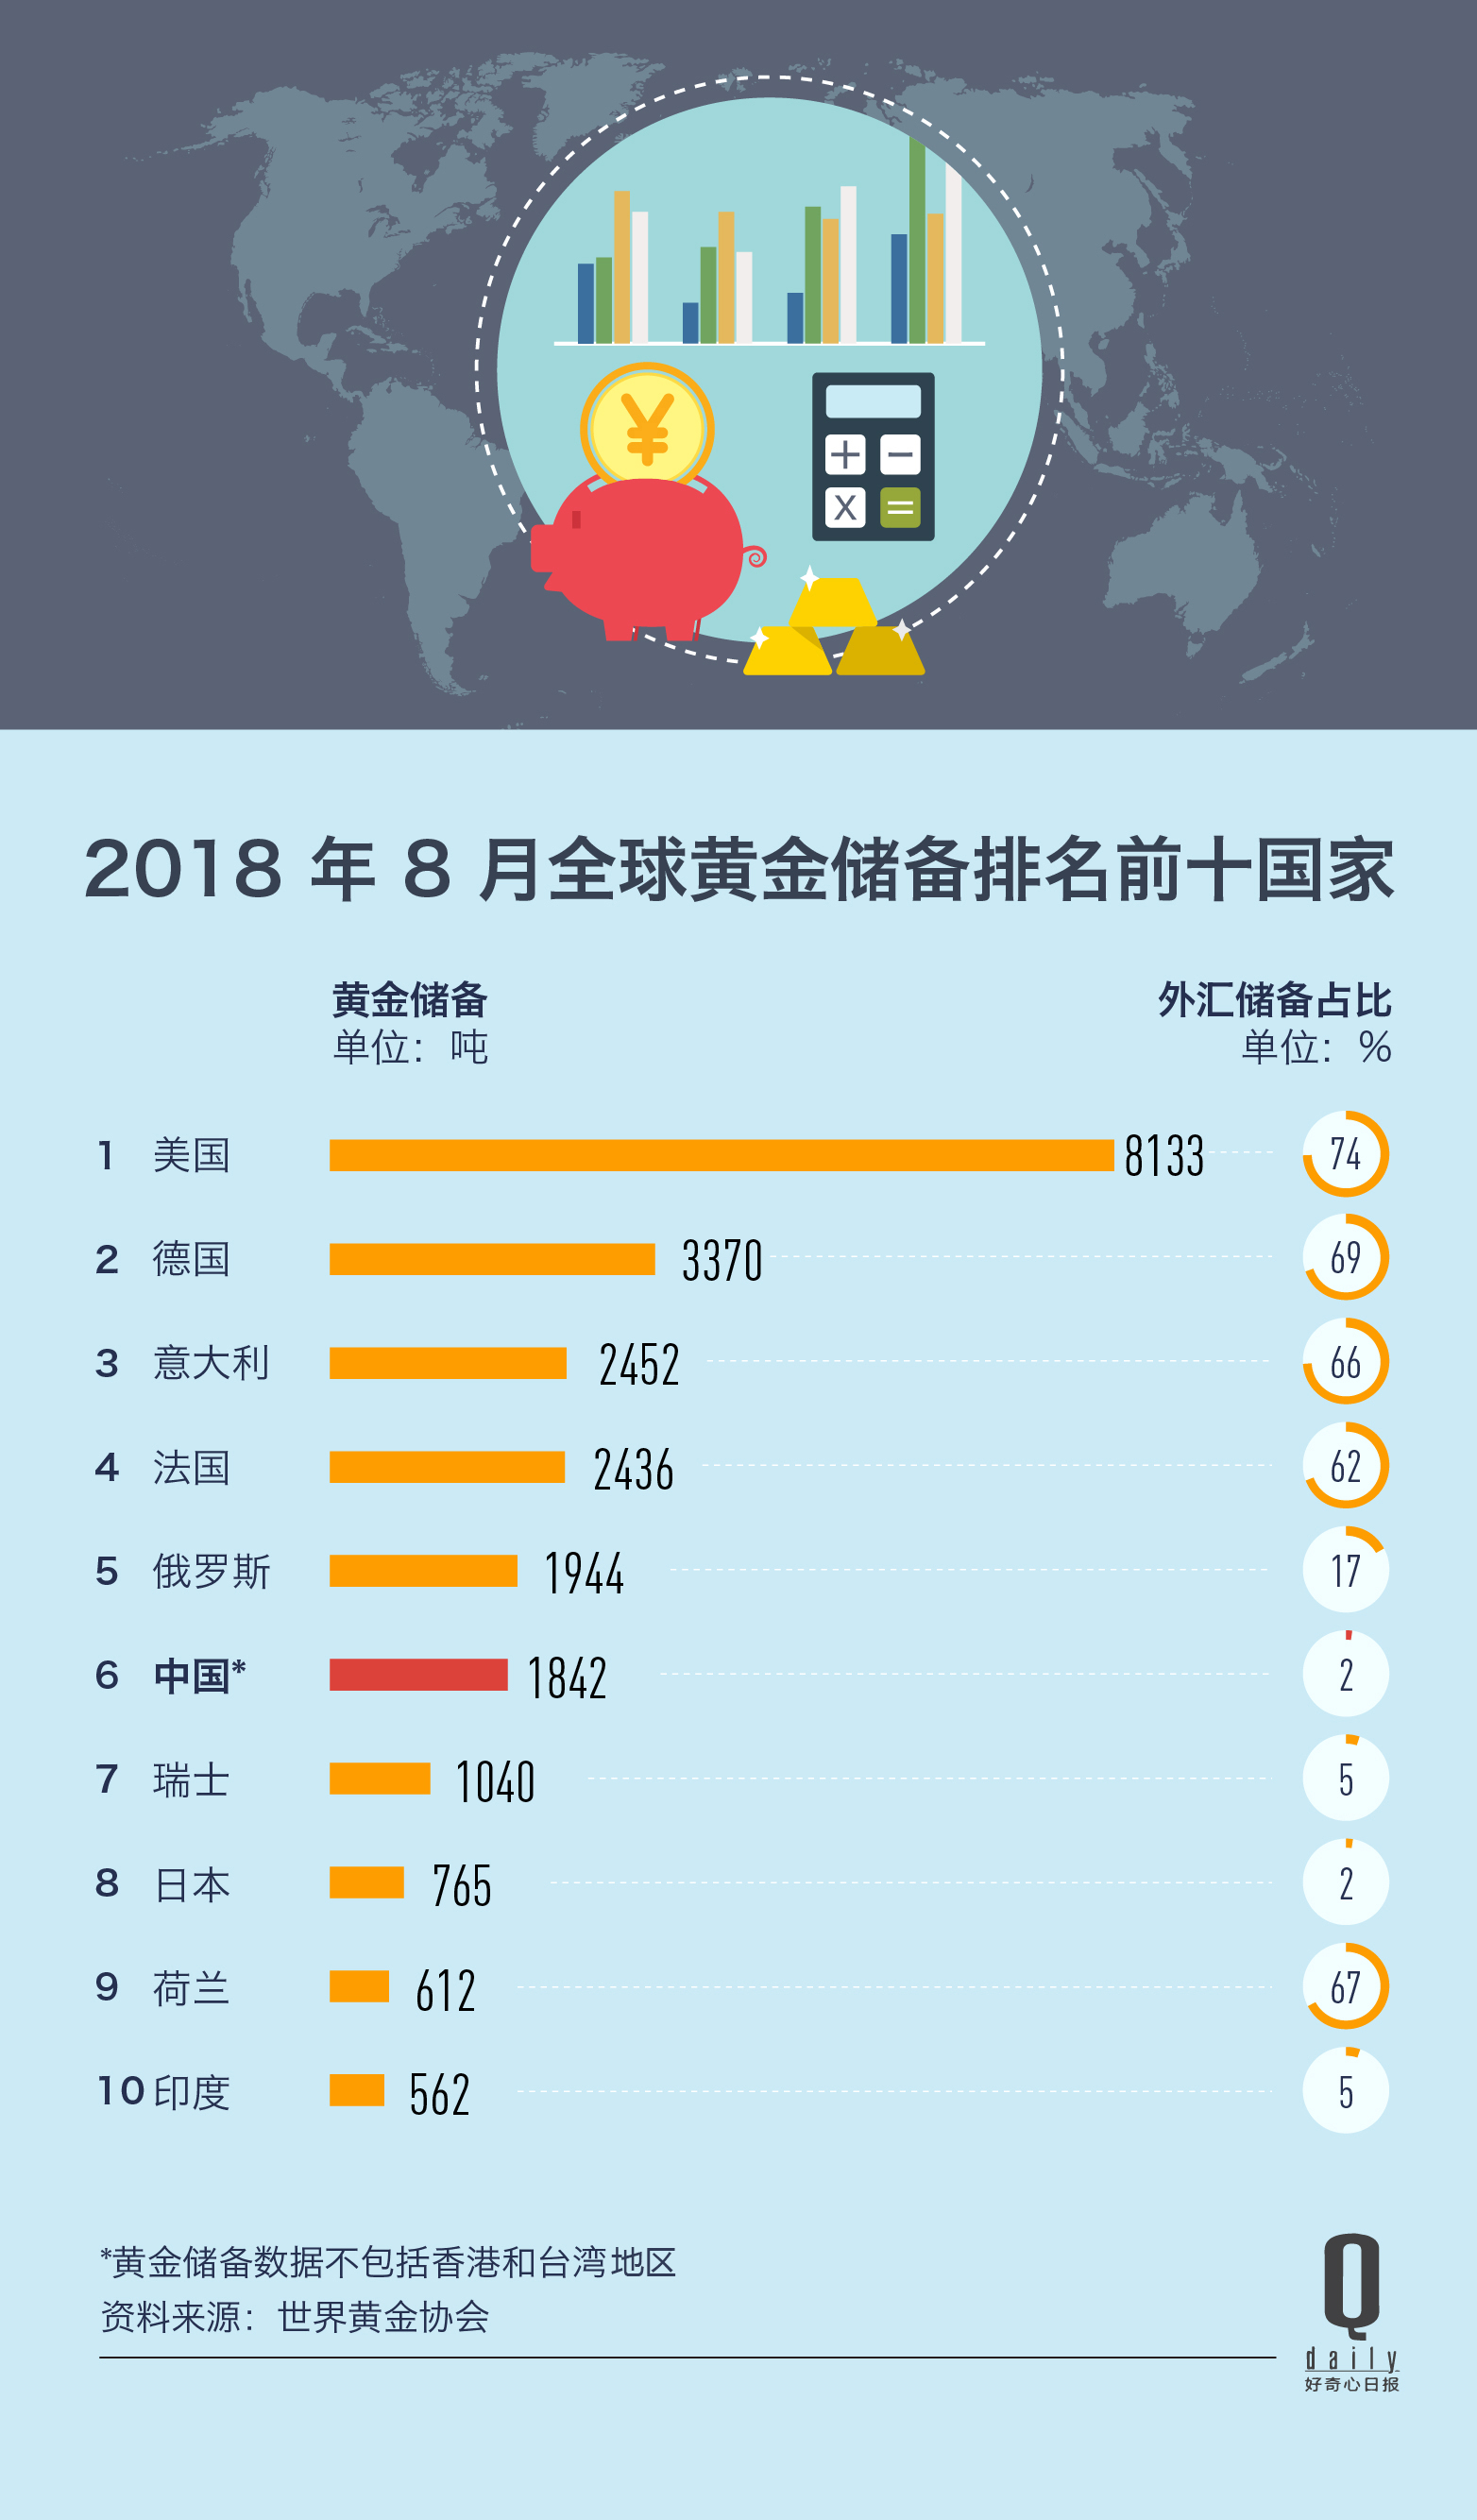 ¥
+
−
X
=
2018 年 8 月全球黄金储备排名前十国家
黄金储备 外汇储备占比
单位：吨 单位：%
1 美国 8133 74
2 德国 3370 69
3 意大利 2452 66
4 法国 2436 62
5 俄罗斯 1944 17
6 中国* 1842 2
7 瑞士 1040 5
8 日本 765 2
9 荷兰 612 67
10 印度 562 5
*黄金储备数据不包括香港和台湾地区
资料来源：世界黄金协会
Q
daily
好奇心日报